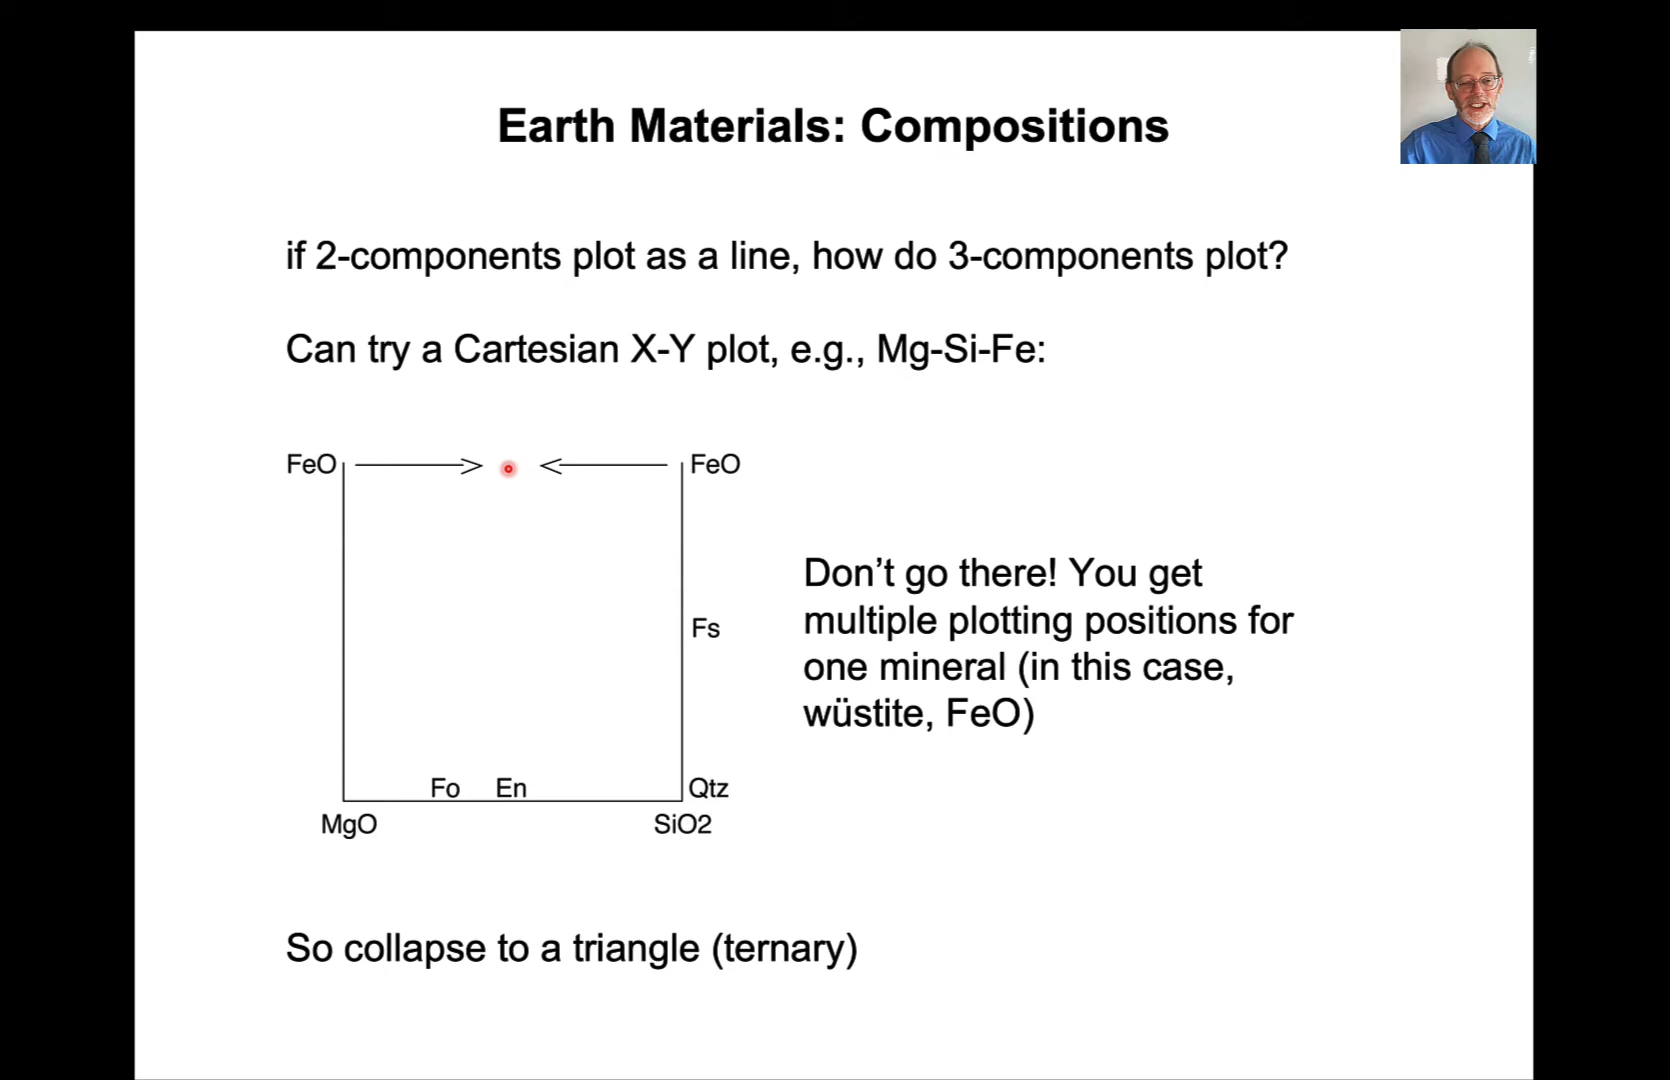 Earth Materials: Compositions
if 2-components plot as a line, how do 3-components plot?
Can try a Cartesian X-Y plot, e.g., Mg-Si-Fe:
FeO
FeO
Fs
Don’t go there! You get
multiple plotting positions for
one mineral (in this case,
wüstite, FeO)
Fo
En
Qtz
MgO
SiO2
So collapse to a triangle (ternary)